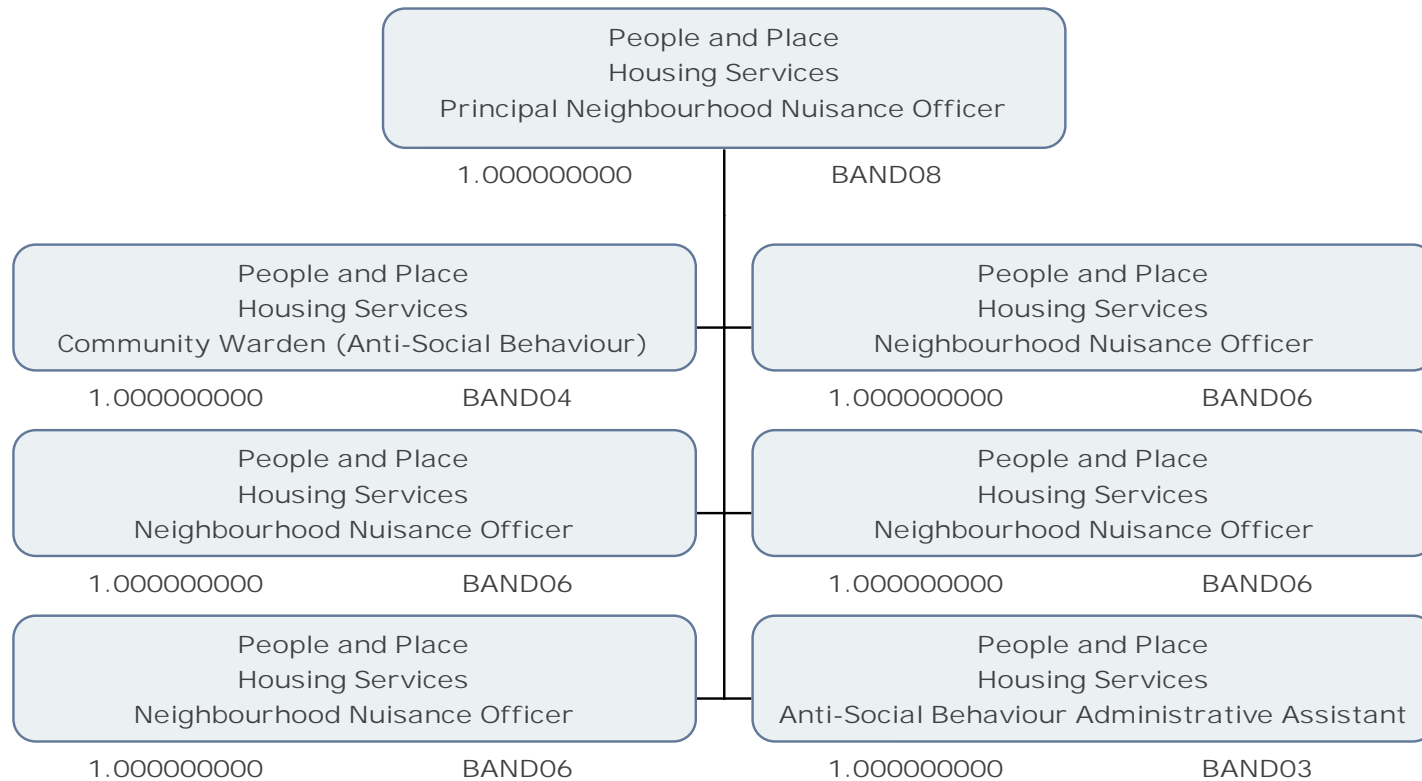 People and Place
Housing Services
Principal Neighbourhood Nuisance Officer
1.000000000 BAND08
People and Place
Housing Services
Community Warden (Anti-Social Behaviour)
1.000000000 BAND04
People and Place
Housing Services
Neighbourhood Nuisance Officer
1.000000000 BAND06
People and Place
Housing Services
Neighbourhood Nuisance Officer
1.000000000 BAND06
People and Place
Housing Services
Neighbourhood Nuisance Officer
1.000000000 BAND06
People and Place
Housing Services
Neighbourhood Nuisance Officer
1.000000000 BAND06
People and Place
Housing Services
Anti-Social Behaviour Administrative Assistant
1.000000000 BAND03